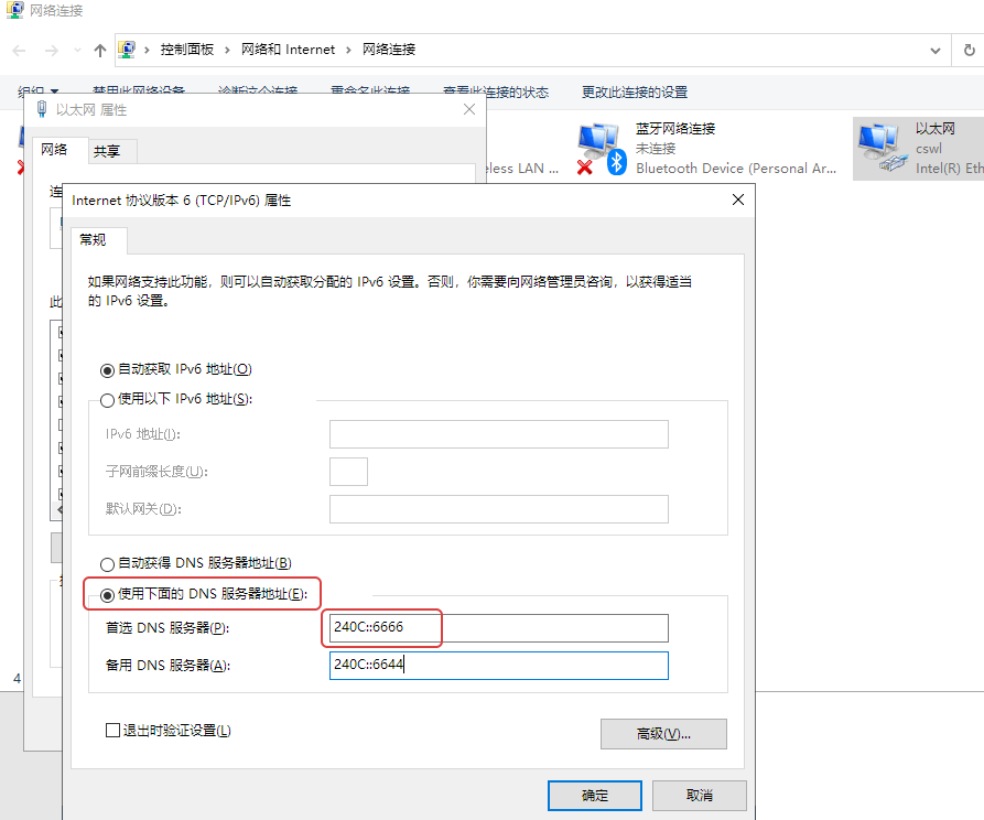 网络连接
控制面板 › 网络和 Internet › 网络连接
组织 禁用此网络设备 诊断这个连接 重命名此连接 查看此连接的状态 更改此连接的设置
以太网 属性
网络 共享
eless LAN ...
蓝牙网络连接
未连接
Bluetooth Device (Personal Ar...
以太网
cswl
Intel(R) Eth
连
Internet 协议版本 6 (TCP/IPv6) 属性
常规
如果网络支持此功能，则可以自动获取分配的 IPv6 设置。否则，你需要向网络管理员咨询，以获得适当
的 IPv6 设置。
此
自动获取 IPv6 地址(O)
使用以下 IPv6 地址(S):
IPv6 地址(I):
子网前缀长度(U):
默认网关(D):
自动获得 DNS 服务器地址(B)
使用下面的 DNS 服务器地址(E):
首选 DNS 服务器(P):
240C::6666
备用 DNS 服务器(A):
240C::6644
4
退出时验证设置(L)
高级(V)...
确定
取消